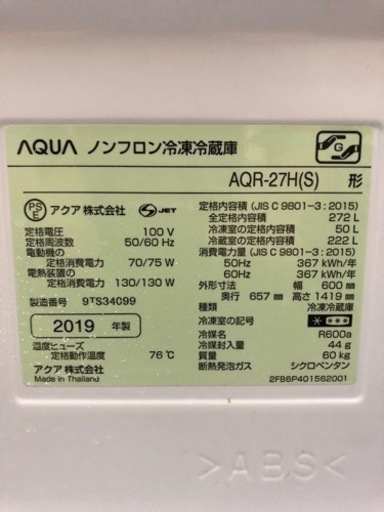 AQUA ノンフロン冷凍冷蔵庫
G
AQR-27H(S) 形
PS
E
アクア 株式会社
S JET
定格電圧 100 V
定格周波数 50/60 Hz
電動機の
定格消費電力 70/75 W
電熱装置の
定格消費電力 130/130 W
製造番号 9TS34099
2019 年製
温度ヒューズ
定格動作温度 76℃
アクア 株式会社
Made in Thailand
定格内容積 (JIS C 9801-3 : 2015)
全定格内容積 272 L
冷凍室の定格内容積 50 L
冷蔵室の定格内容積 222 L
消費電力量 (JIS C 9801-3 : 2015)
50Hz 367 kWh/年
60Hz 367 kWh/年
外形寸法 幅 600 ㎜
奥行 657 ㎜ 高さ 1419 ㎜
種類 冷凍冷蔵庫
冷凍室の記号
冷媒名 R600a
冷媒封入量 44 g
質量 60 kg
断熱発泡ガス シクロペンタン
2FB6P401562001
>ABS<